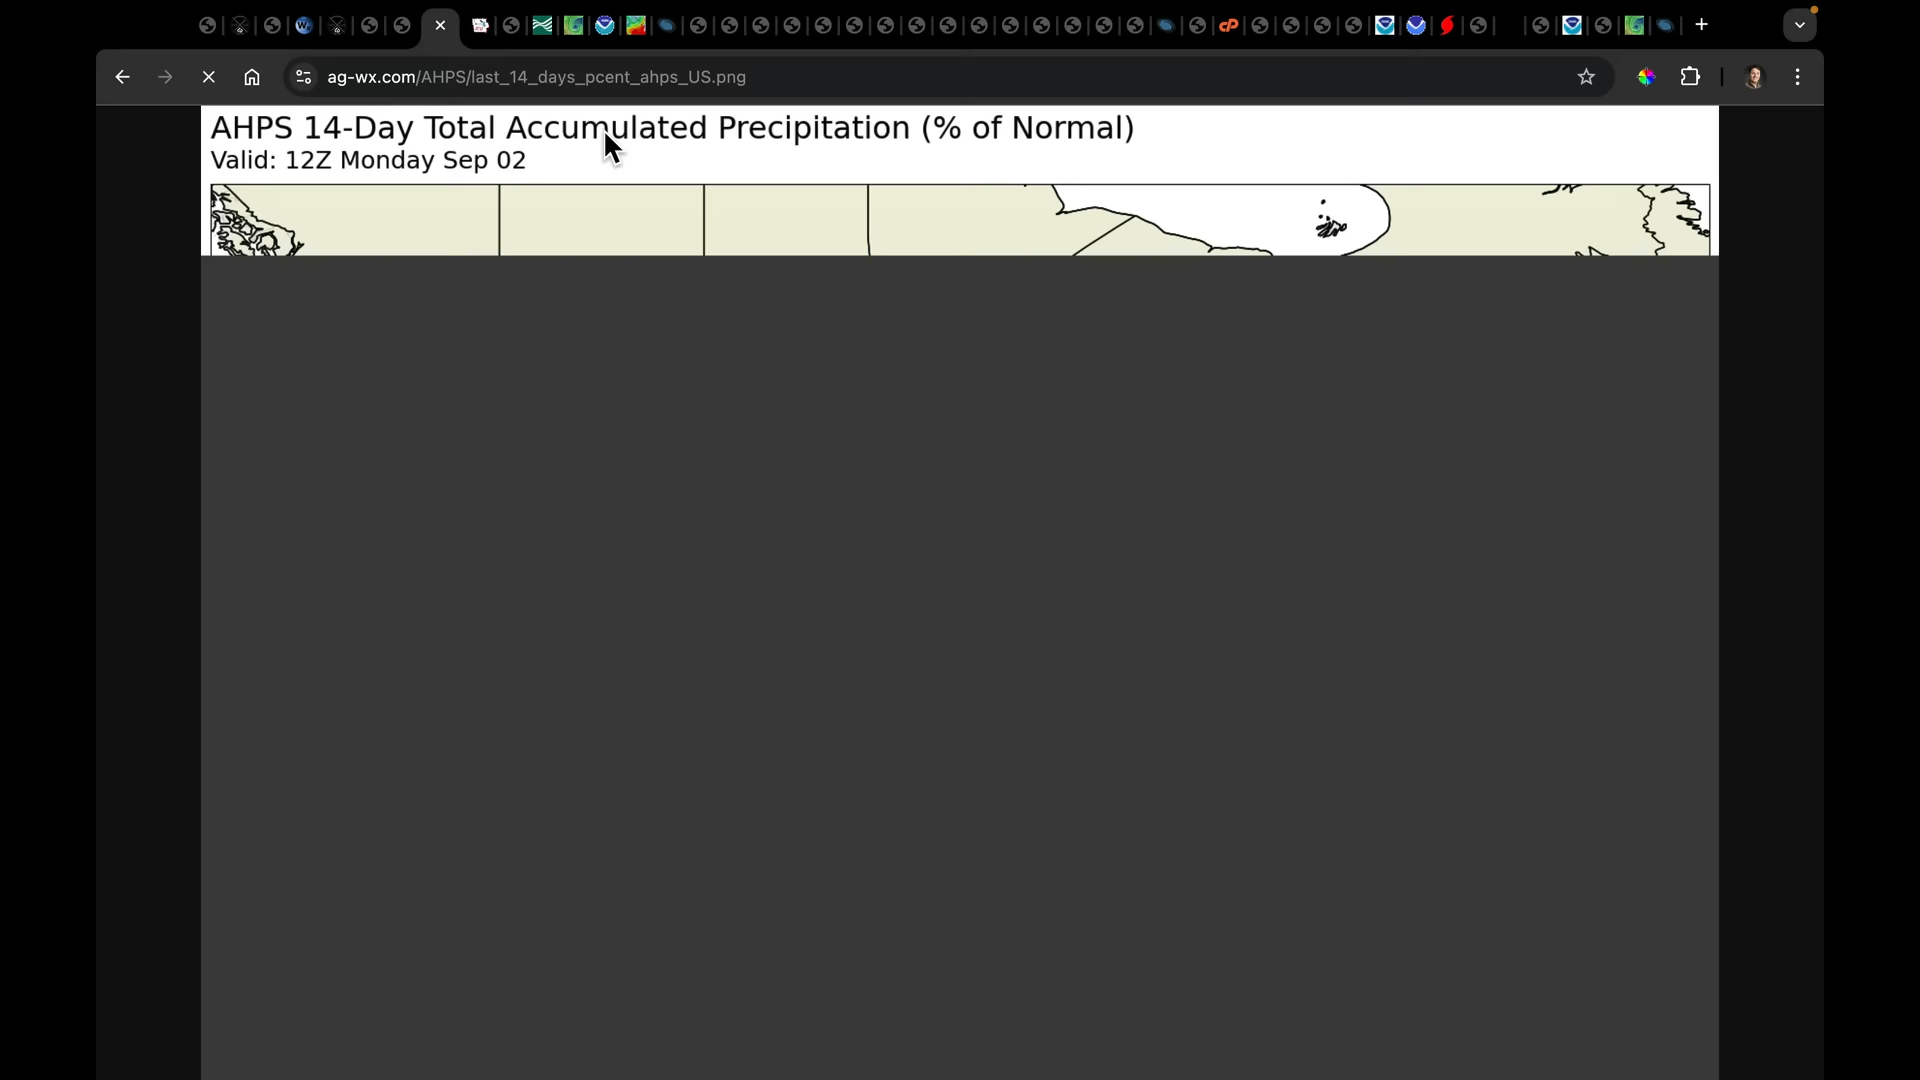 ag-wx.com/AHPS/last_14_days_pcent_ahps_US.png
AHPS 14-Day Total Accumulated Precipitation (% of Normal)
Valid: 12Z Monday Sep 02